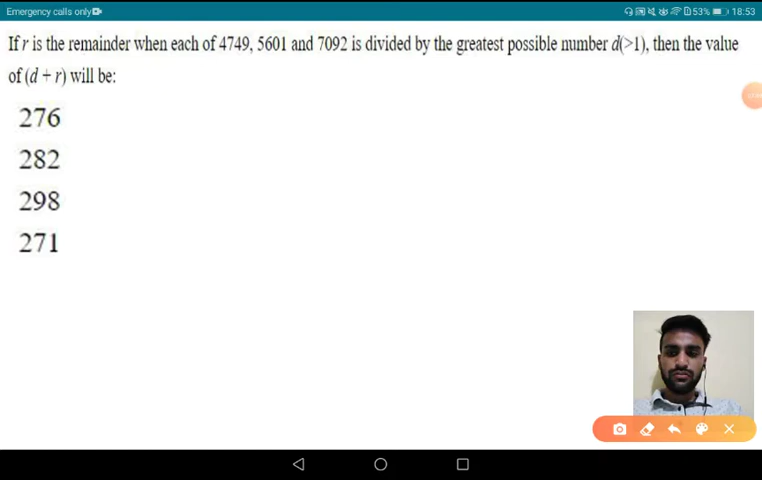 Emergency calls only
53% 18:53
If r is the remainder when each of 4749, 5601 and 7092 is divided by the greatest possible number d(>1), then the value
of (d + r) will be:
276
282
298
271